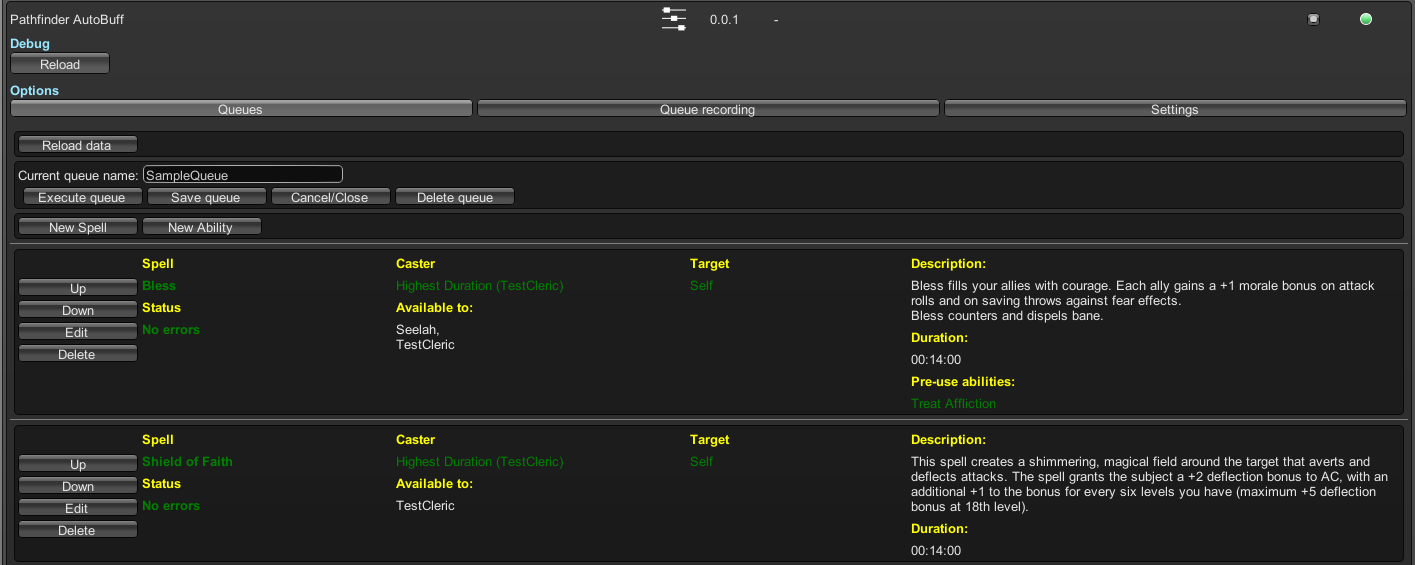 Pathfinder AutoBuff 0.0.1 -
Debug
Reload
Options
Queues Queue recording Settings
Reload data
Current queue name: SampleQueue
Execute queue Save queue Cancel/Close Delete queue
New Spell New Ability
Up
Down
Edit
Delete
Spell
Bless
Status
No errors
Caster
Highest Duration (TestCleric)
Available to:
Seelah,
TestCleric
Target
Self
Description:
Bless fills your allies with courage. Each ally gains a +1 morale bonus on attack
rolls and on saving throws against fear effects.
Bless counters and dispels bane.
Duration:
00:14:00
Pre-use abilities:
Treat Affliction
Up
Down
Edit
Delete
Spell
Shield of Faith
Status
No errors
Caster
Highest Duration (TestCleric)
Available to:
TestCleric
Target
Self
Description:
This spell creates a shimmering, magical field around the target that averts and
deflects attacks. The spell grants the subject a +2 deflection bonus to AC, with an
additional +1 to the bonus for every six levels you have (maximum +5 deflection
bonus at 18th level).
Duration:
00:14:00